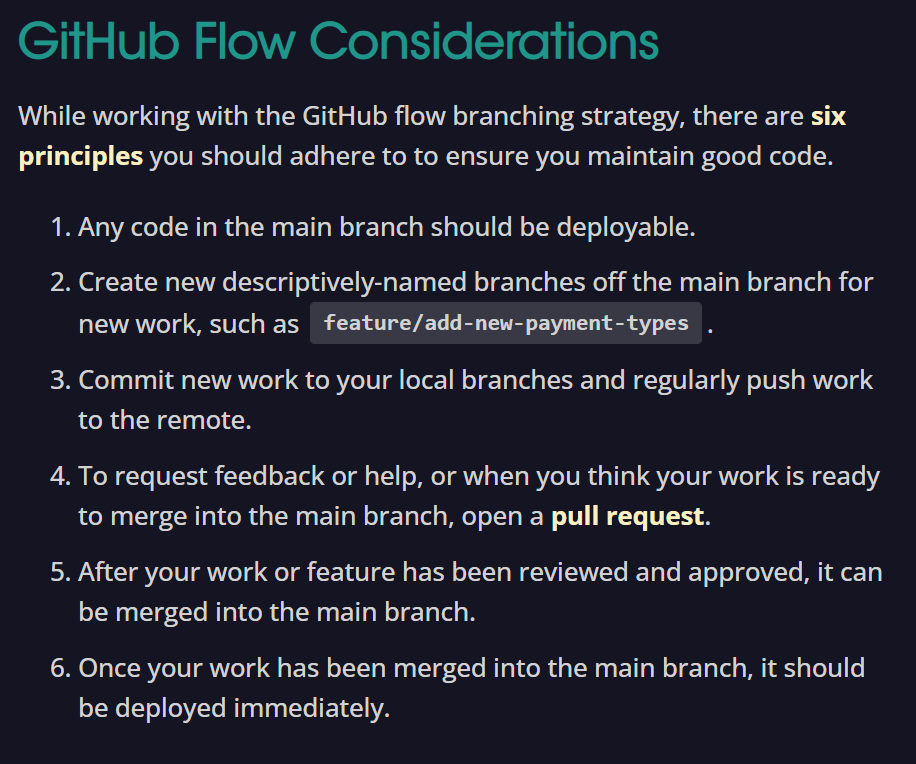 GitHub Flow Considerations
While working with the GitHub flow branching strategy, there are six
principles you should adhere to to ensure you maintain good code.
1. Any code in the main branch should be deployable.
2. Create new descriptively-named branches off the main branch for
new work, such as feature/add-new-payment-types .
3. Commit new work to your local branches and regularly push work
to the remote.
4. To request feedback or help, or when you think your work is ready
to merge into the main branch, open a pull request.
5. After your work or feature has been reviewed and approved, it can
be merged into the main branch.
6. Once your work has been merged into the main branch, it should
be deployed immediately.